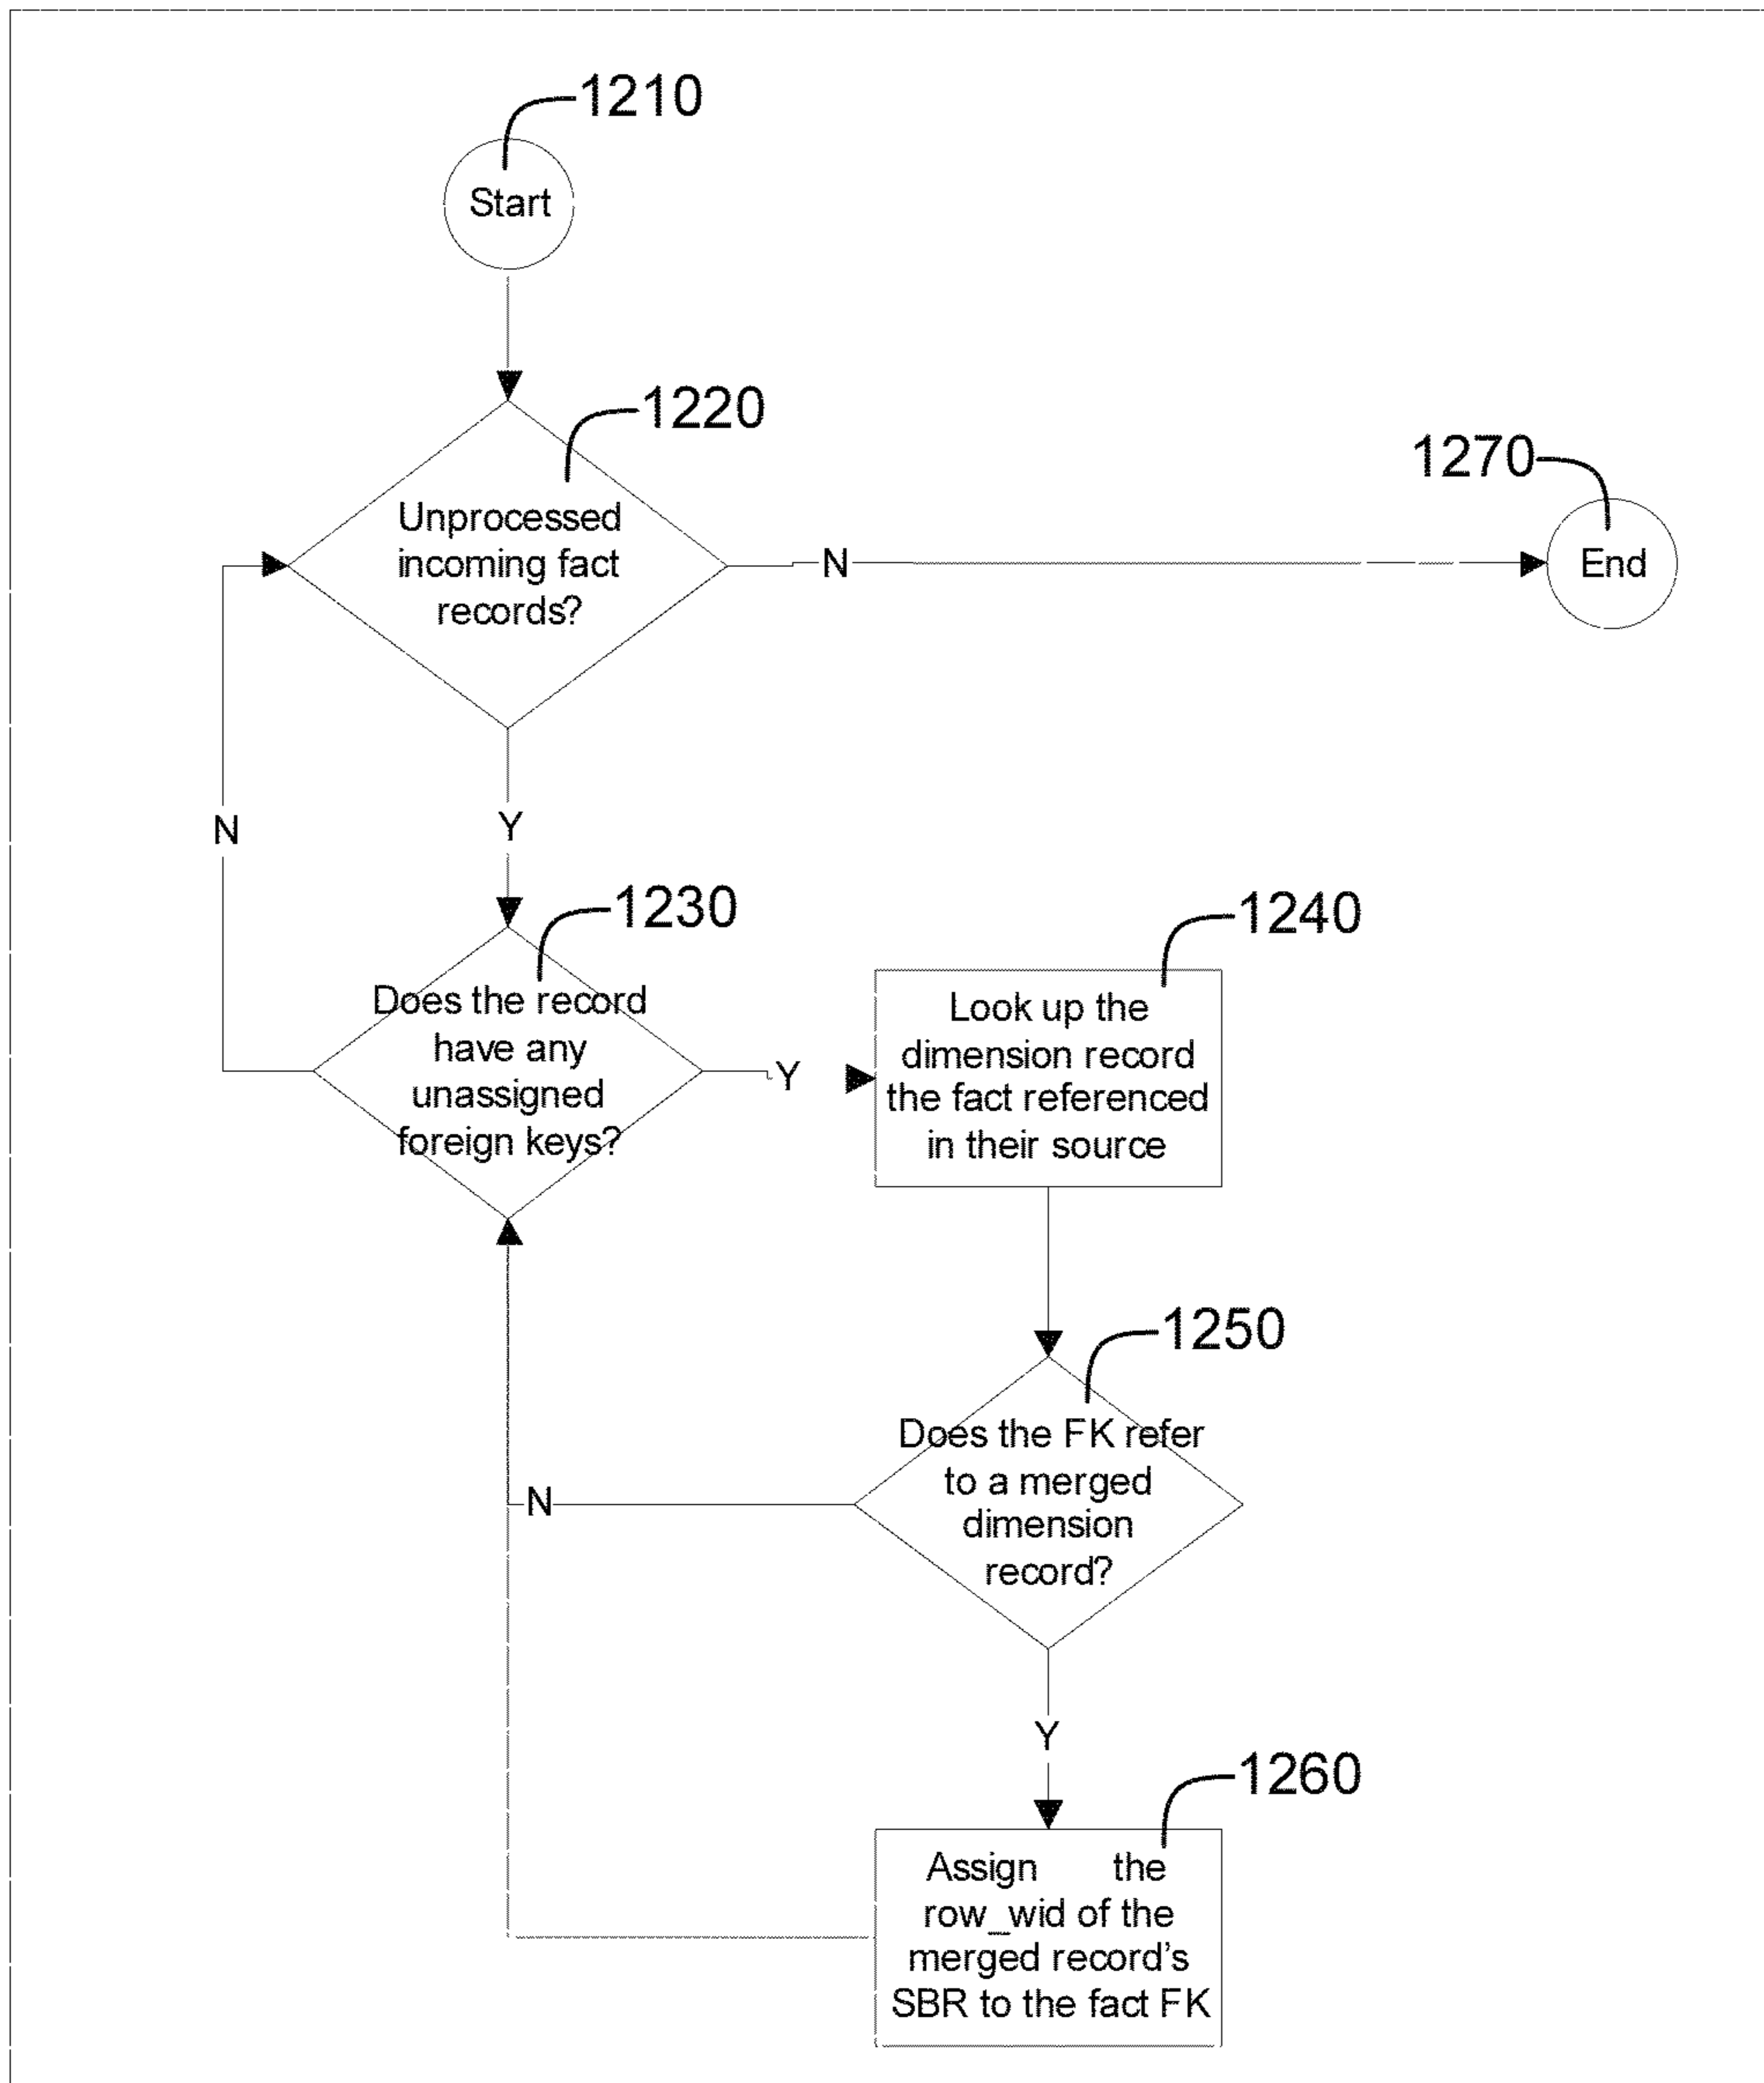 1210
Start
1220
Unprocessed
incoming fact
records?
N
1270
End
N
Y
1230
Does the record
have any
unassigned
foreign keys?
Y
1240
Look up the
dimension record
the fact referenced
in their source
1250
Does the FK refer
to a merged
dimension
record?
N
Y
1260
Assign the
row_wid of the
merged record's
SBR to the fact FK